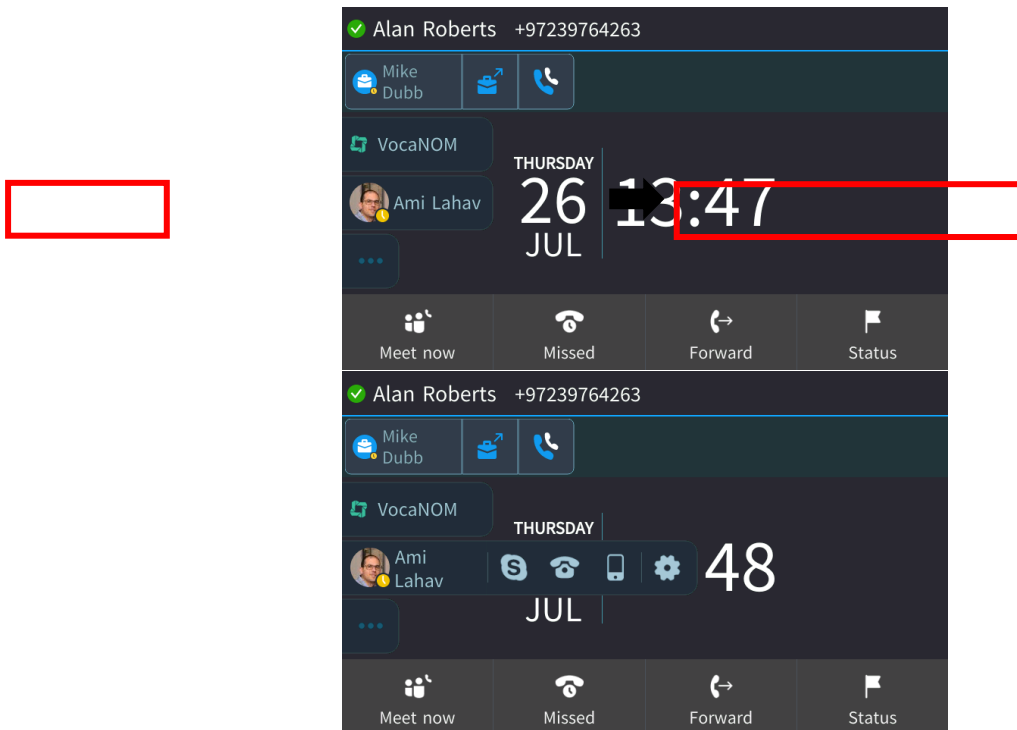 Alan Roberts +97239764263
Mike
Dubb
VocaNOM
THURSDAY
26
JUL
13:47
Ami Lahav
Meet now
Missed
Forward
Status
Alan Roberts +97239764263
Mike
Dubb
VocaNOM
THURSDAY
Ami
Lahav
48
JUL
Meet now
Missed
Forward
Status